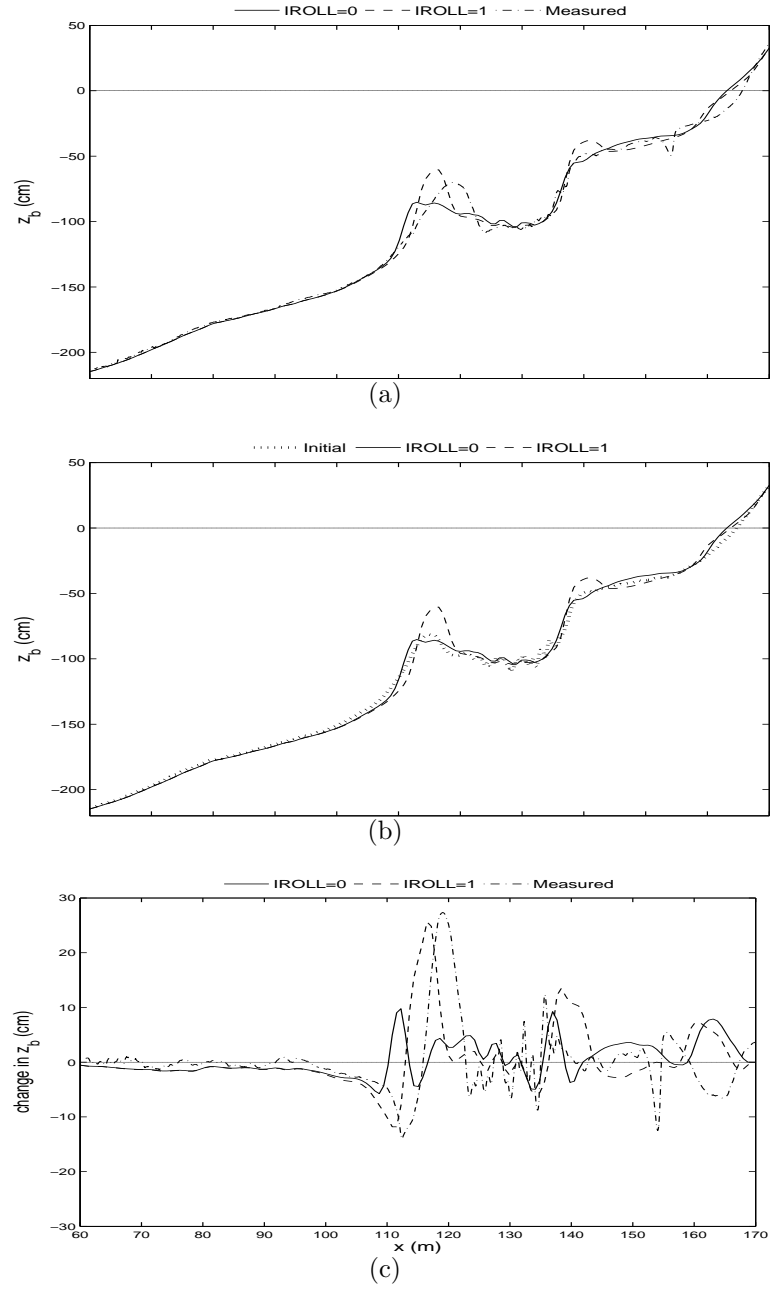 IROLL=0 IROLL=1 Measured
50
0
−50
−100
−150
−200
z_b (cm)
(a)
Initial IROLL=0 IROLL=1
50
0
−50
−100
−150
−200
z_b (cm)
(b)
IROLL=0 IROLL=1 Measured
30
20
10
0
−10
−20
−30
change in z_b (cm)
60 70 80 90 100 110 120 130 140 150 160 170
x (m)
(c)